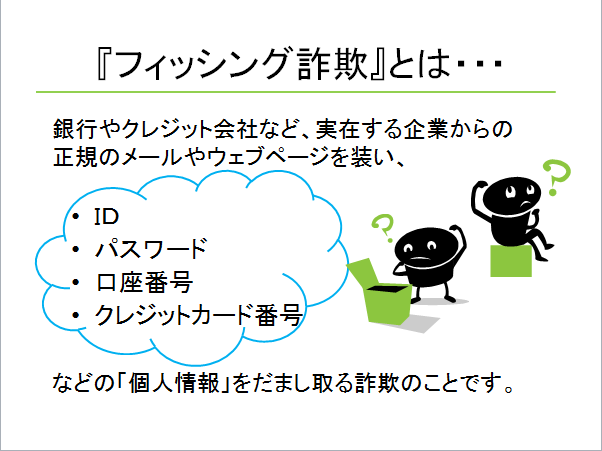 『フィッシング詐欺』とは・・・
銀行やクレジット会社など、実在する企業からの
正規のメールやウェブページを装い、
• ID
• パスワード
• 口座番号
• クレジットカード番号
などの「個人情報」をだまし取る詐欺のことです。
?
?